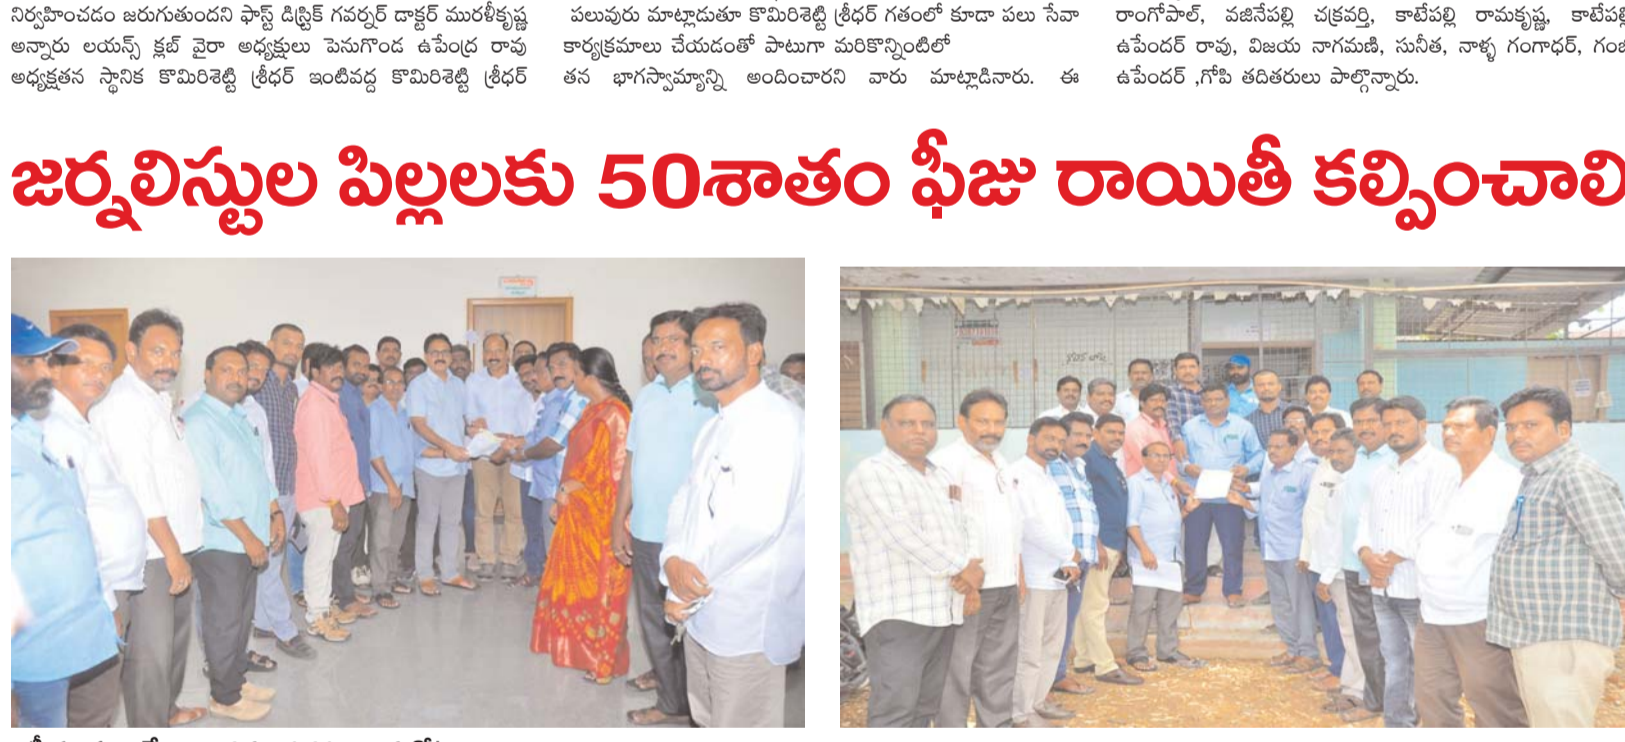 నిర్వహించడం జరుగుతుందని ఫాస్ట్ డిస్ట్రిక్ గవర్నర్ డాక్టర్ మురళీకృష్ణ
అన్నారు లయన్స్ క్లబ్ వైరా అధ్యక్షులు పెనుగొండ ఉపేంద్ర రావు
అధ్యక్షతన స్థానిక కొమిరిశెట్టి శ్రీధర్ ఇంటివద్ద కొమిరిశెట్టి శ్రీధర్
పలువురు మాట్లాడుతూ కొమిరిశెట్టి శ్రీధర్ గతంలో కూడా పలు సేవా
కార్యక్రమాలు చేయడంతో పాటుగా మరికొన్నింటిలో
తన భాగస్వామ్యాన్ని అందించారని వారు మాట్లాడినారు. ఈ
రాంగోపాల్, వజినేపల్లి చక్రవర్తి, కాటేపల్లి రామకృష్ణ,
ఉపేందర్ రావు, విజయ నాగమణి, సునీత, నాళ్ళ గంగాధర్,
ఉపేందర్ ,గోపి తదితరులు పాల్గొన్నారు.
జర్నలిస్టుల పిల్లలకు 50శాతం ఫీజు రాయితీ కల్పించాలి